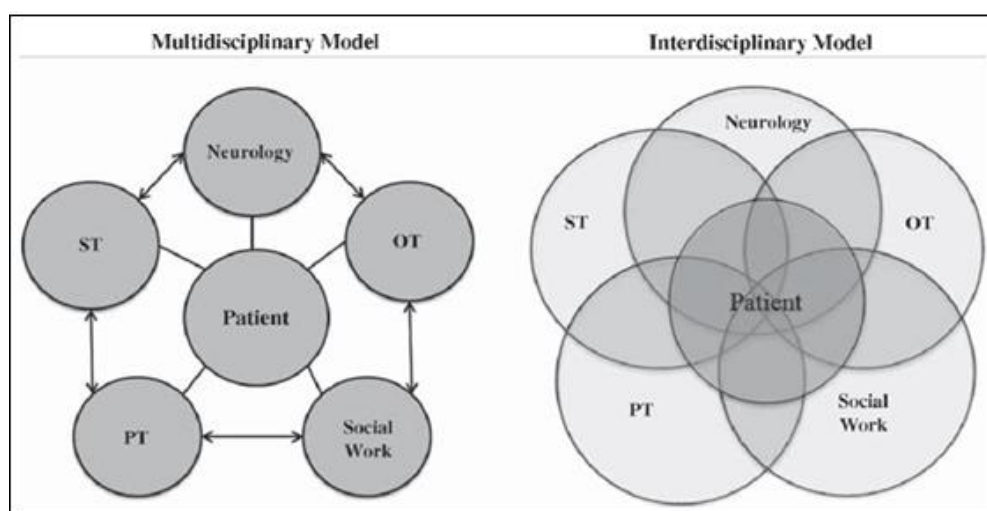 Multidisciplinary Model
Neurology
ST
OT
Patient
PT
Social
Work
Interdisciplinary Model
Neurology
ST
OT
Patient
PT
Social
Work